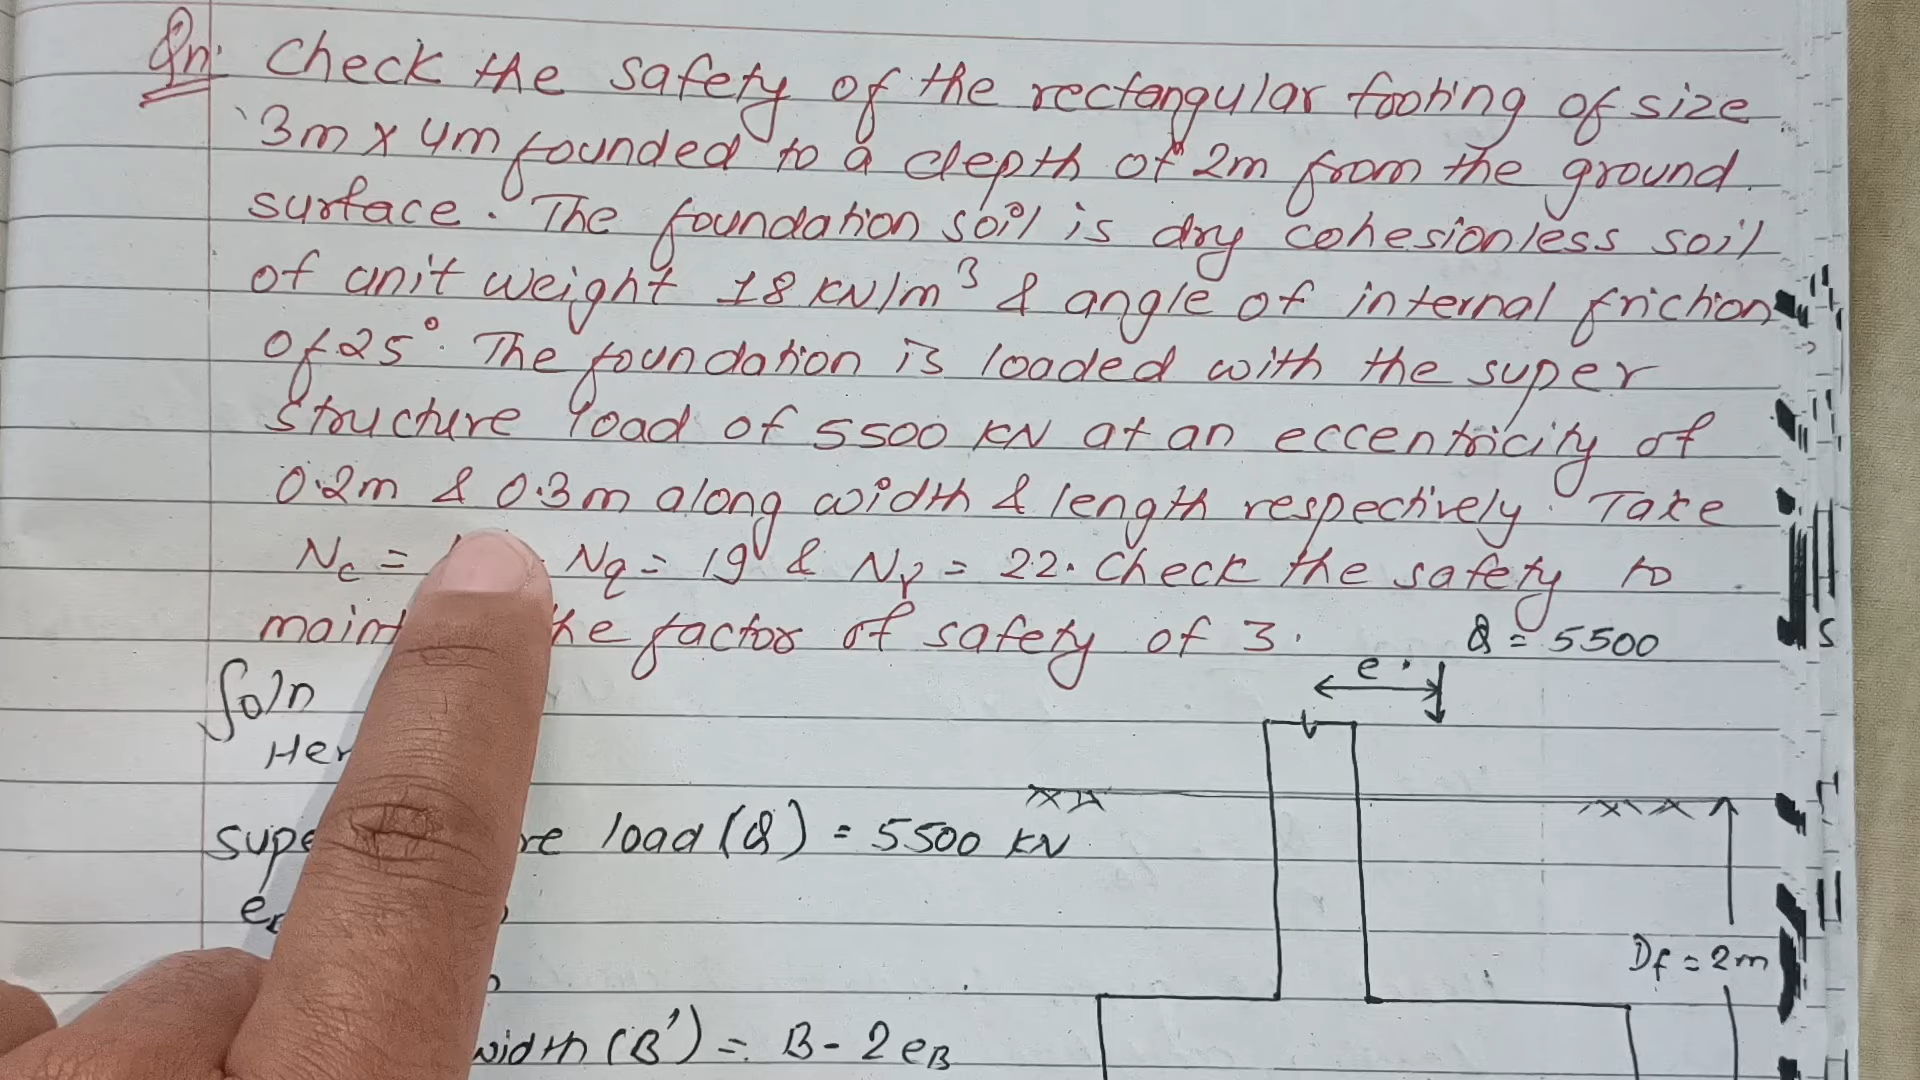 Qn. Check the safety of the rectangular footing of size
3m x 4m founded to a depth of 2m from the ground
surface. The foundation soil is dry cohesionless soil
of unit weight 18 KN/m³ & angle of internal friction
of 25°. The foundation is loaded with the super
structure load of 5500 KN at an eccentricity of
0.2m & 0.3m along width & length respectively. Take
Nc = Nq = 19 & Nγ = 22. Check the safety to
the factor of safety of 3.
Q = 5500
e
Soln
load (Q) = 5500 KN
Df = 2m
width (B') = B - 2eB